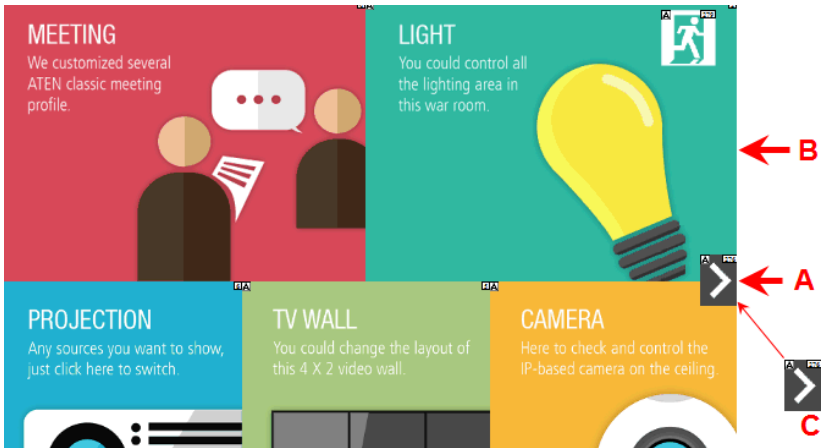 MEETING
We customized several
ATEN classic meeting
profile.
LIGHT
You could control all
the lighting area in
this war room.
A
B
A
A
PROJECTION
Any sources you want to show,
just click here to switch.
TV WALL
You could change the layout of
this 4 X 2 video wall.
CAMERA
Here to check and control the
IP-based camera on the ceiling.
A
C